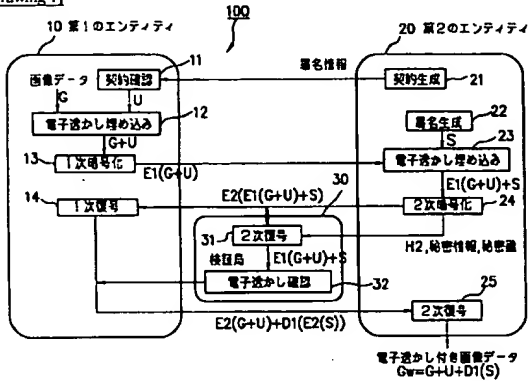 100
10 第1のエンティティ
20 第2のエンティティ
画像データ
契約確認
11
署名情報
契約生成
21
G
U
12
電子透かし埋め込み
署名生成
22
S
23
電子透かし埋め込み
G+U
13
1次暗号化
E1(G+U)
E1(G+U)+S
14
1次復号
E2(E1(G+U)+S)
2次暗号化
24
30
31
2次復号
H2,秘密情報,秘密鍵
検証局
E1(G+U)+S
電子透かし確認
32
25
2次復号
E2(G+U)+D1(E2(S))
電子透かし付き画像データ
Gw=G+U+D1(S)